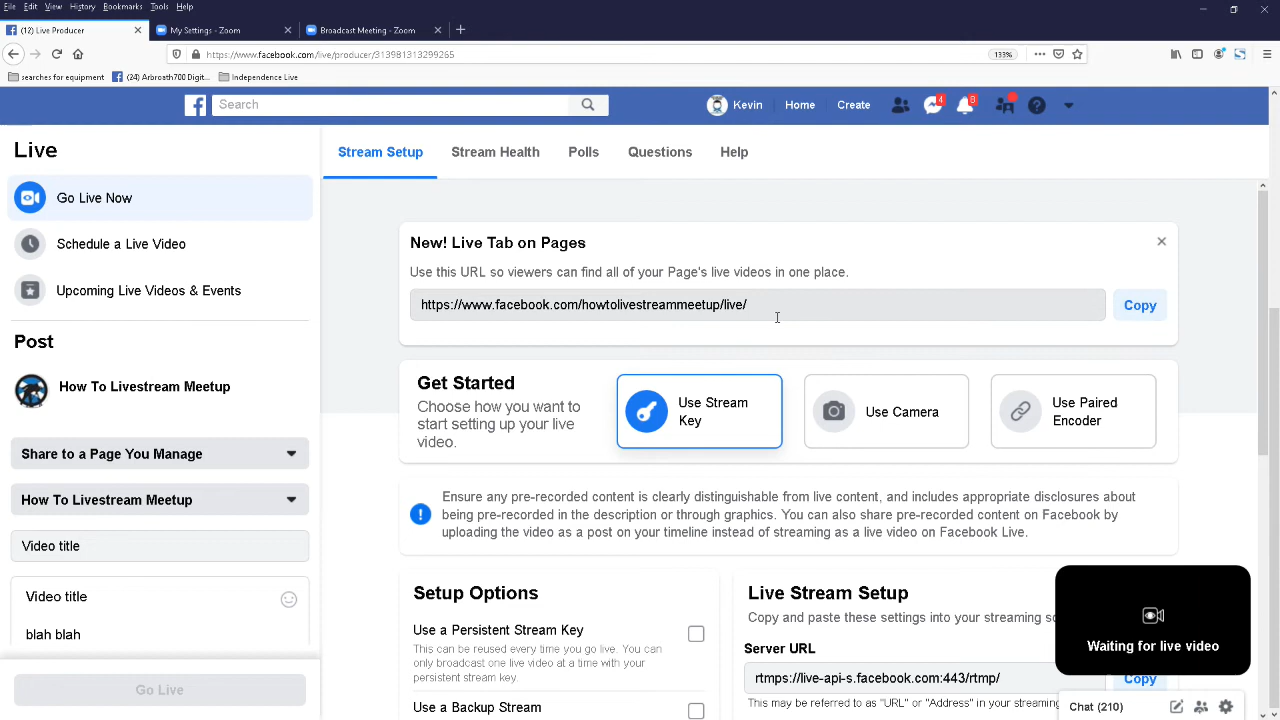 File Edit View History Bookmarks Tools Help
(12) Live Producer
My Settings - Zoom
Broadcast Meeting - Zoom
https://www.facebook.com/live/producer/313981313299265
133%
searches for equipment
(24) Arbroath700 Digit...
Independence Live
Search
Kevin
Home
Create
4
8
Live
Go Live Now
Schedule a Live Video
Upcoming Live Videos & Events
Post
How To Livestream Meetup
Share to a Page You Manage
How To Livestream Meetup
Video title
Video title
blah blah
Go Live
Stream Setup
Stream Health
Polls
Questions
Help
New! Live Tab on Pages
Use this URL so viewers can find all of your Page's live videos in one place.
https://www.facebook.com/howtolivestreammeetup/live/
Copy
Get Started
Choose how you want to
start setting up your live
video.
Use Stream
Key
Use Camera
Use Paired
Encoder
Ensure any pre-recorded content is clearly distinguishable from live content, and includes appropriate disclosures about
being pre-recorded in the description or through graphics. You can also share pre-recorded content on Facebook by
uploading the video as a post on your timeline instead of streaming as a live video on Facebook Live.
Setup Options
Use a Persistent Stream Key
This can be reused every time you go live. You can
only broadcast one live video at a time with your
persistent stream key.
Use a Backup Stream
Live Stream Setup
Copy and paste these settings into your streaming
Server URL
rtmps://live-api-s.facebook.com:443/rtmp/
Copy
This may be referred to as "URL" or "Address" in your streaming
Waiting for live video
Chat (210)